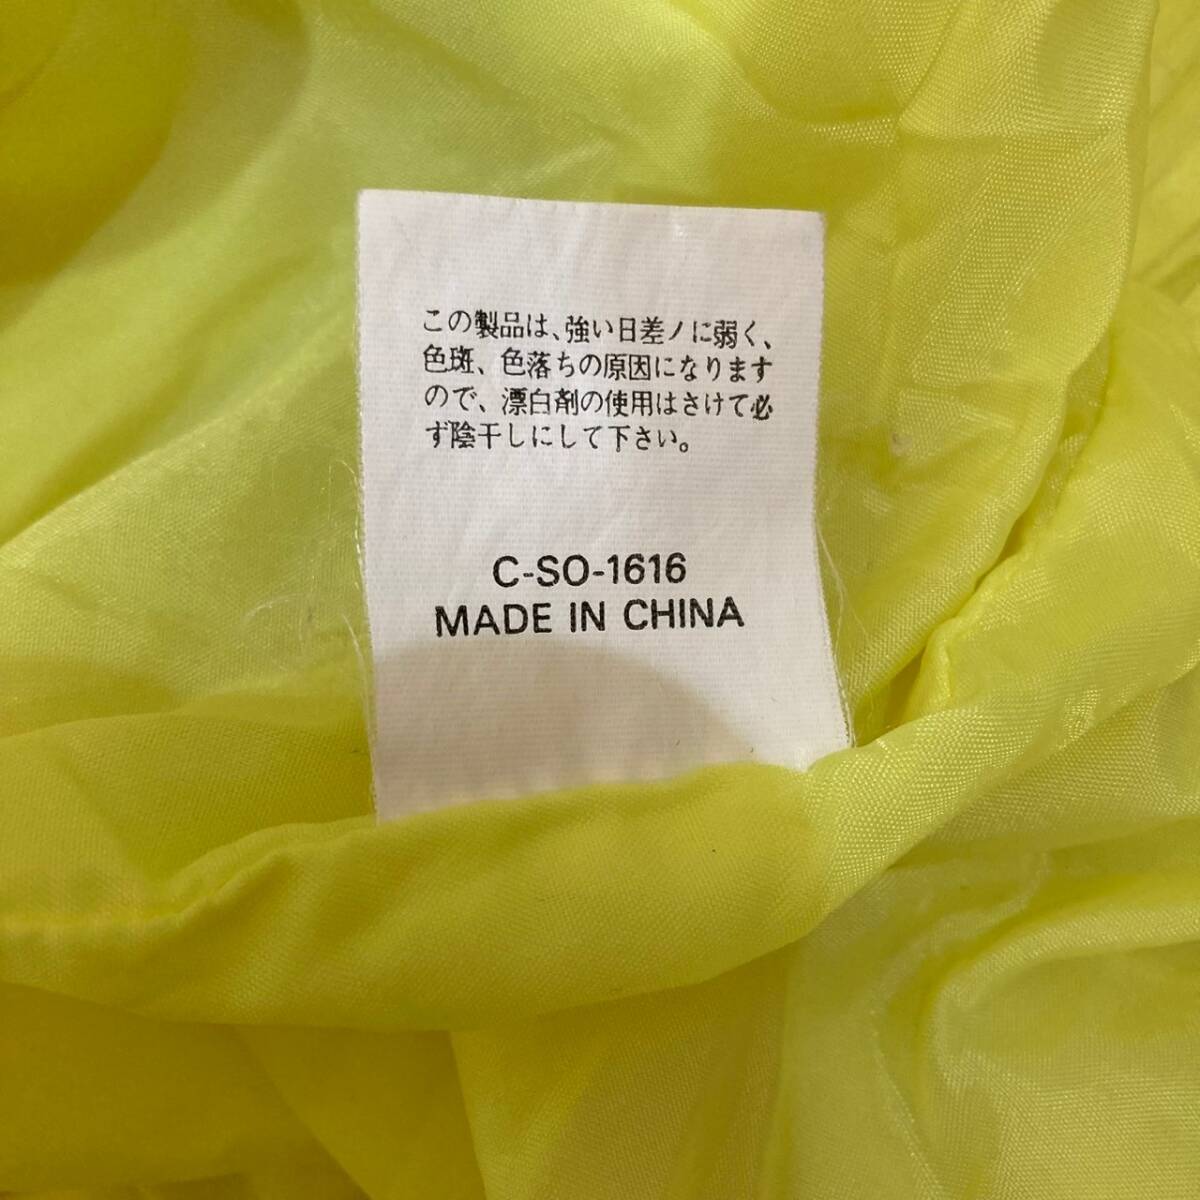 この製品は、強い日差ノに弱く、
色斑、色落ちの原因になります
ので、漂白剤の使用はさけて必
ず陰干しにして下さい。
C-SO-1616
MADE IN CHINA